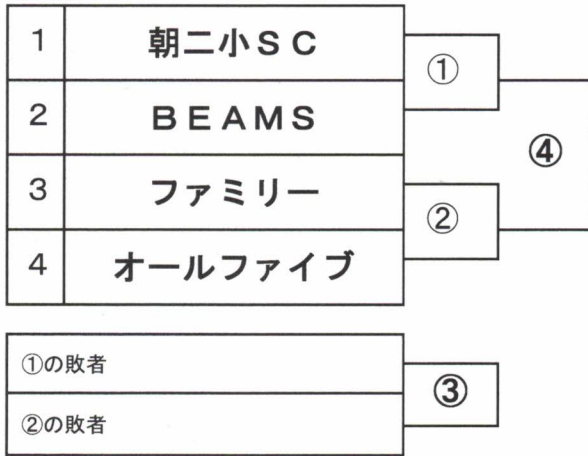 1 朝二小SC
①
2 BEAMS
④
3 ファミリー
②
4 オールファイブ
①の敗者
③
②の敗者